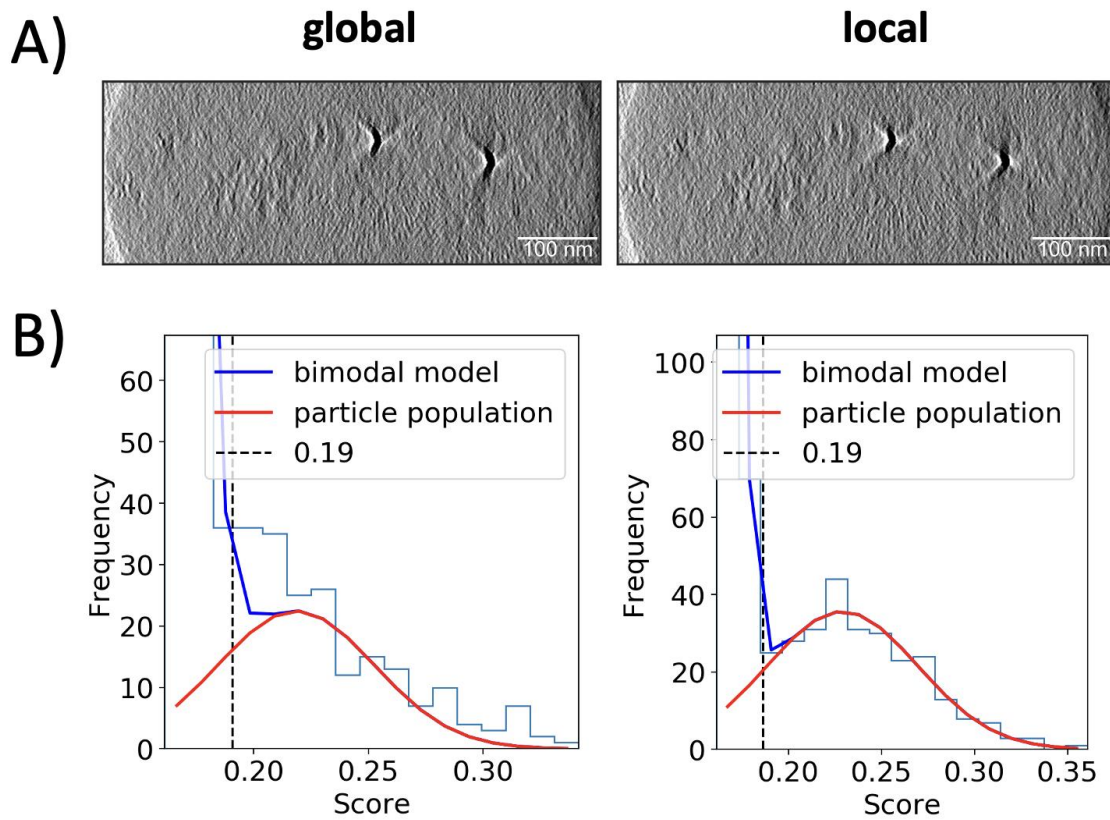 A)
global
local
100 nm
100 nm
B)
Frequency
60
50
40
30
20
10
0
bimodal model
particle population
0.19
0.20
0.25
0.30
Score
Frequency
100
80
60
40
20
0
bimodal model
particle population
0.19
0.20
0.25
0.30
0.35
Score